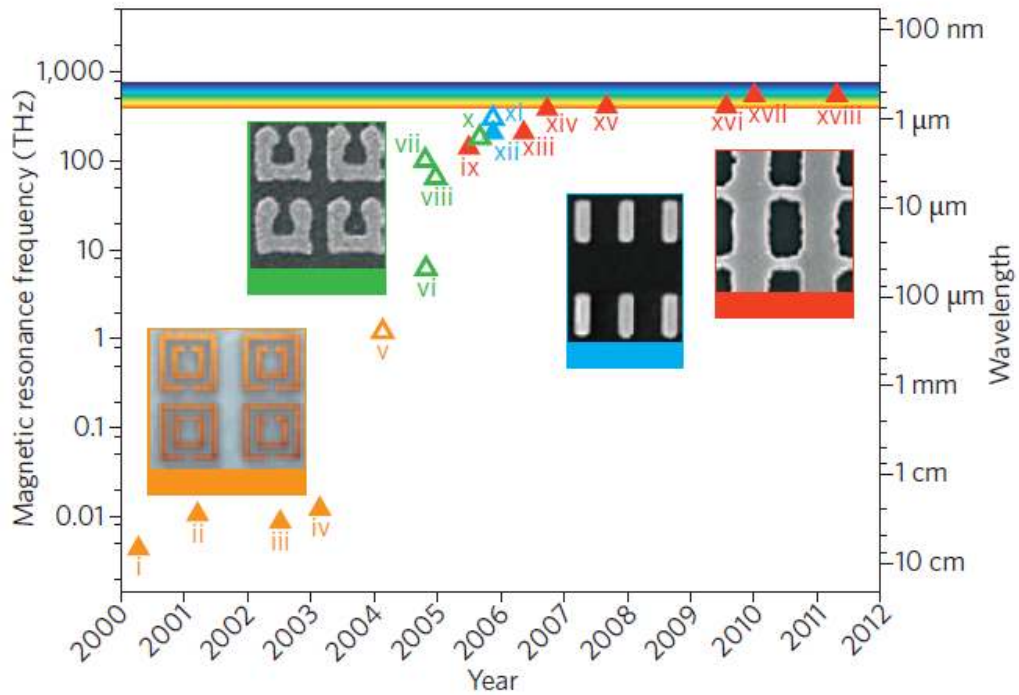 Magnetic resonance frequency (THz)
1,000
100
10
1
0.1
0.01
100 nm
1 μm
10 μm
100 μm
1 mm
1 cm
10 cm
Wavelength
i
ii
iii
iv
v
vi
vii
viii
ix
x
xi
xii
xiii
xiv
xv
xvi
xvii
xviii
2000
2001
2002
2003
2004
2005
2006
2007
2008
2009
2010
2011
2012
Year